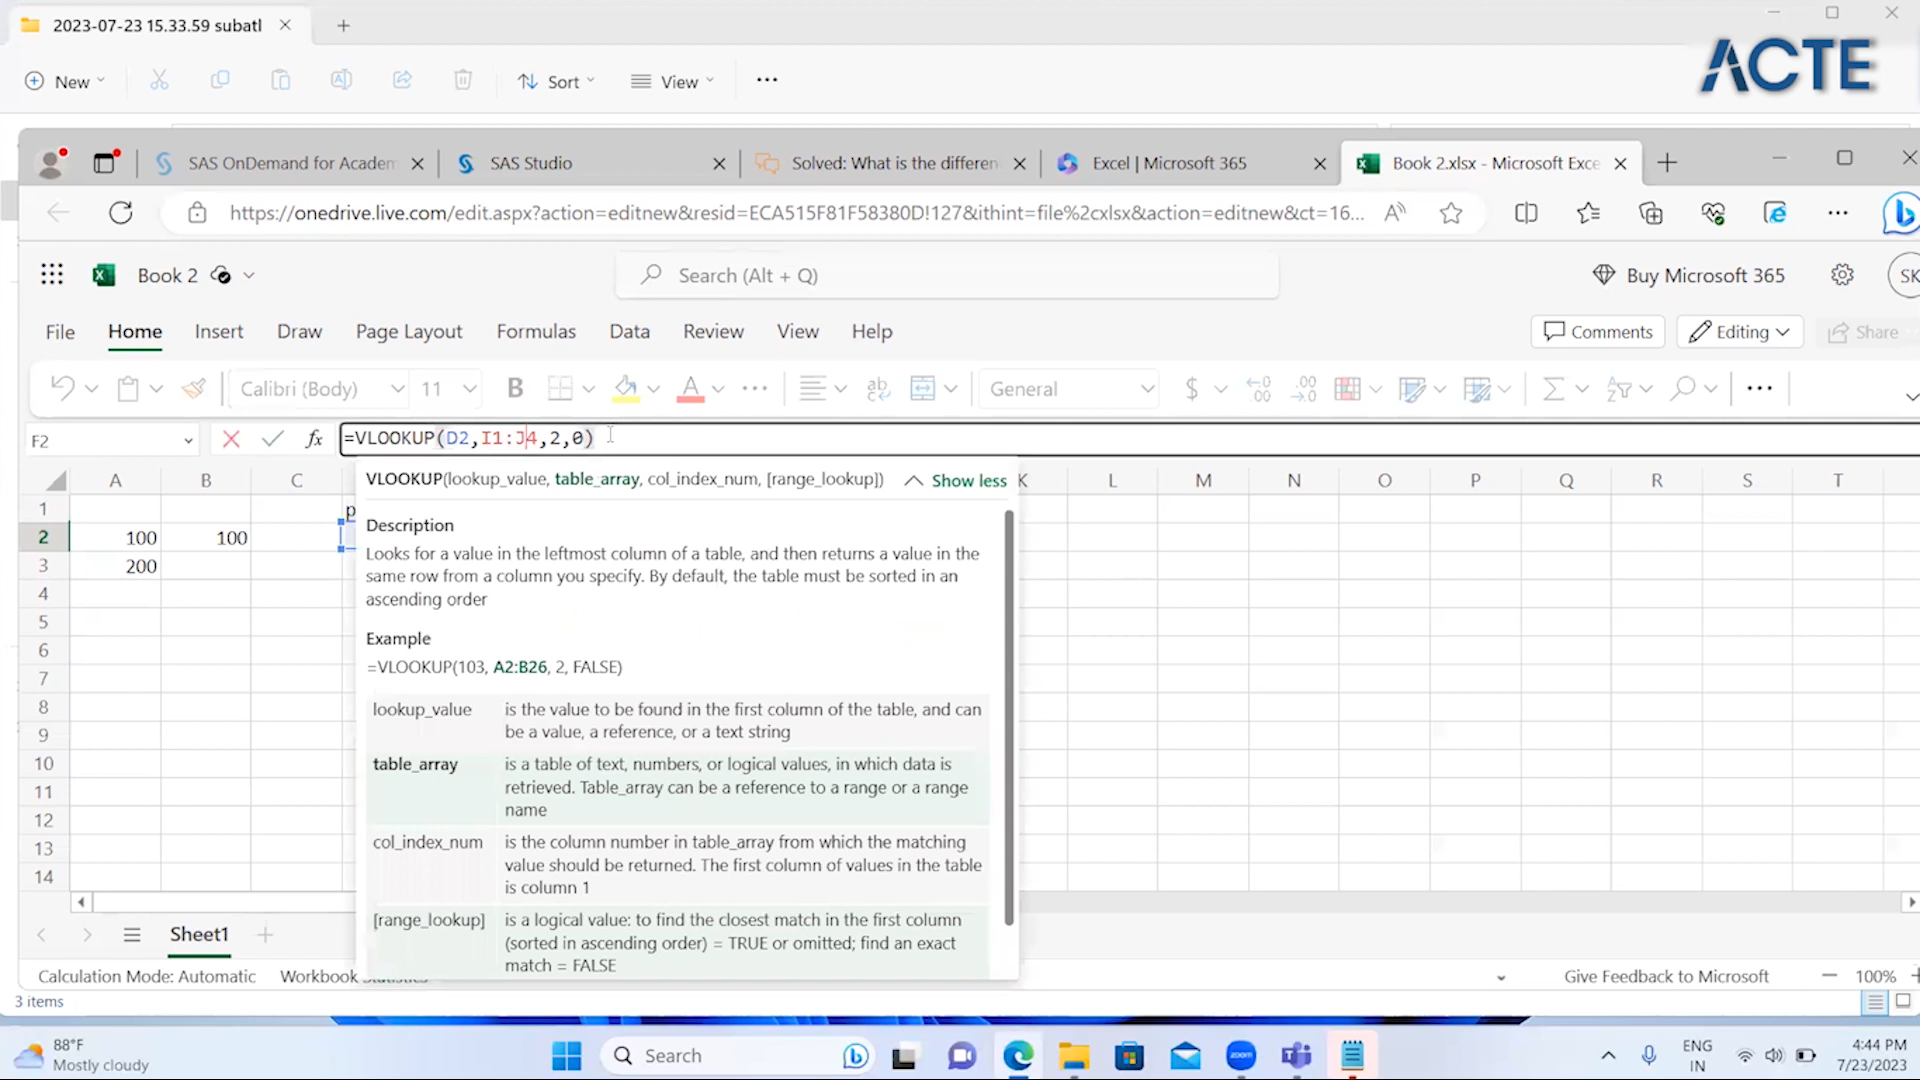 2023-07-23 15.33.59 subatl
New
Sort
View
ACTE
SAS OnDemand for Academ
SAS Studio
Solved: What is the differen
Excel | Microsoft 365
Book 2.xlsx - Microsoft Exce
https://onedrive.live.com/edit.aspx?action=editnew&resid=ECA515F81F58380D!127&ithint=file%2cxlsx&action=editnew&ct=16...
Book 2
Search (Alt + Q)
Buy Microsoft 365
SK
File Home Insert Draw Page Layout Formulas Data Review View Help
Comments
Editing
Share
Calibri (Body)
11
B
A
General
$
F2
fx
=VLOOKUP(D2,I1:J4,2,0)
VLOOKUP(lookup_value, table_array, col_index_num, [range_lookup])
Show less
A B C K L M N O P Q R S T
1 p
2 100 100
3 200
4
5
6
7
8
9
10
11
12
13
14
Description
Looks for a value in the leftmost column of a table, and then returns a value in the
same row from a column you specify. By default, the table must be sorted in an
ascending order
Example
=VLOOKUP(103, A2:B26, 2, FALSE)
lookup_value
is the value to be found in the first column of the table, and can
be a value, a reference, or a text string
table_array
is a table of text, numbers, or logical values, in which data is
retrieved. Table_array can be a reference to a range or a range
name
col_index_num
is the column number in table_array from which the matching
value should be returned. The first column of values in the table
is column 1
[range_lookup]
is a logical value: to find the closest match in the first column
(sorted in ascending order) = TRUE or omitted; find an exact
match = FALSE
Sheet1
Calculation Mode: Automatic
Workbook Statistics
Give Feedback to Microsoft
100%
3 items
88°F
Mostly cloudy
Search
zoom
ENG
IN
4:44 PM
7/23/2023